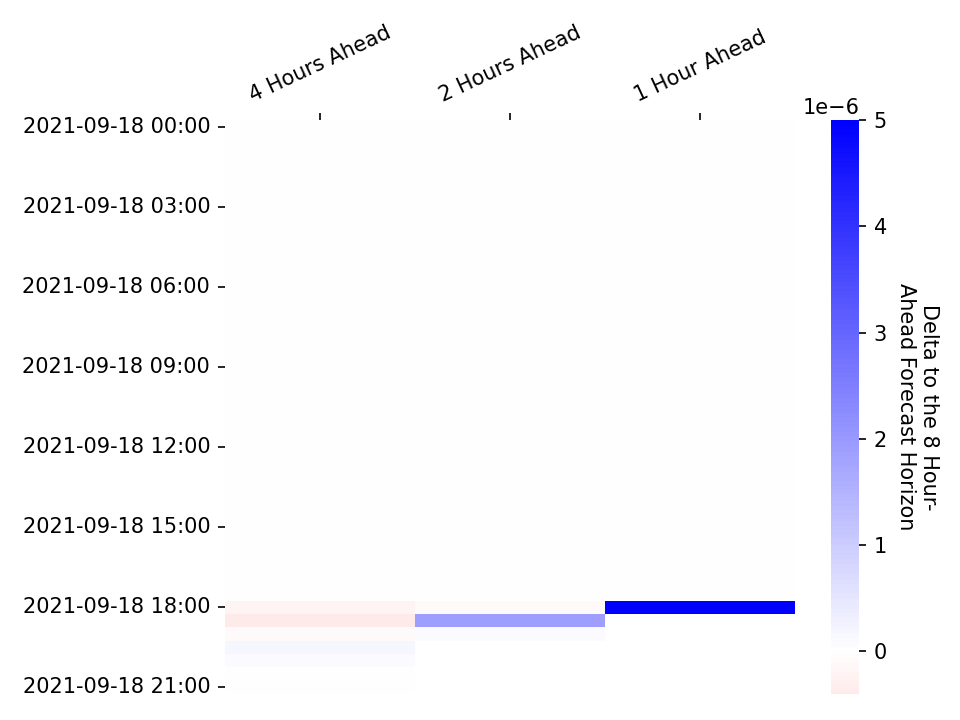 4 Hours Ahead
2 Hours Ahead
1 Hour Ahead
2021-09-18 00:00
2021-09-18 03:00
2021-09-18 06:00
2021-09-18 09:00
2021-09-18 12:00
2021-09-18 15:00
2021-09-18 18:00
2021-09-18 21:00
1e−6
5
4
3
2
1
0
Delta to the 8 Hour-
Ahead Forecast Horizon